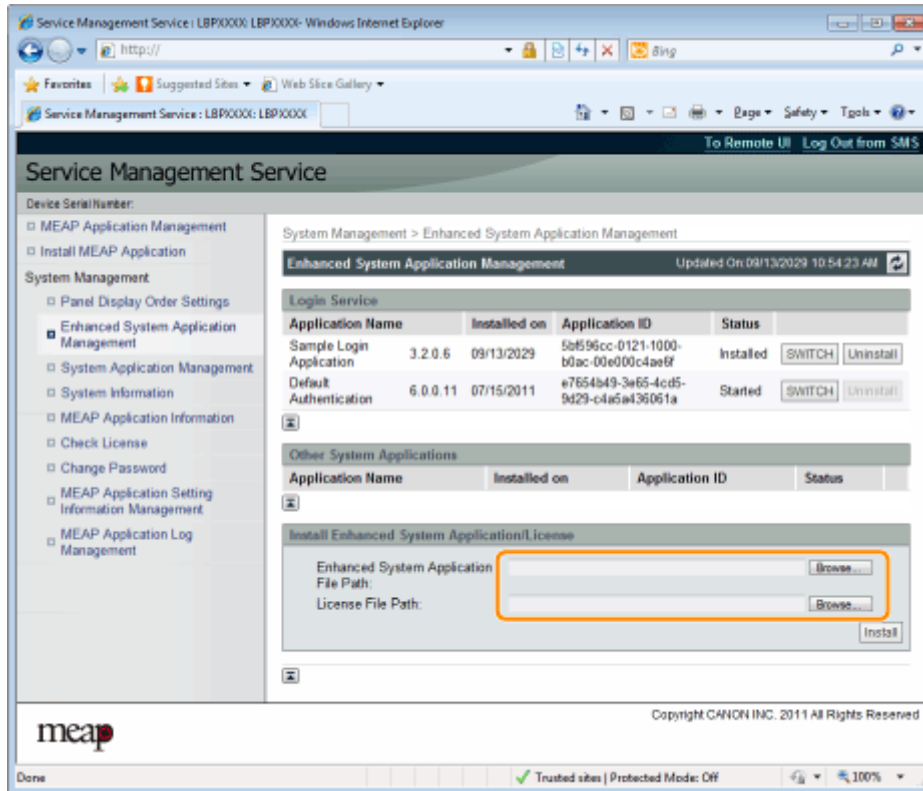 Service Management Service : LBPXXXX: LBPXXXX- Windows Internet Explorer
http://
Bing
Favorites Suggested Sites Web Slice Gallery
Service Management Service : LBPXXXX: LBPXXXX
Page Safety Tools
To Remote UI Log Out from SMS
Service Management Service
Device Serial Number:
MEAP Application Management
Install MEAP Application
System Management
Panel Display Order Settings
Enhanced System Application
Management
System Application Management
System Information
MEAP Application Information
Check License
Change Password
MEAP Application Setting
Information Management
MEAP Application Log
Management
System Management > Enhanced System Application Management
Enhanced System Application Management Updated On:09/13/2029 10:54:23 AM
Login Service
Application Name Installed on Application ID Status
Sample Login
Application 3.2.0.6 09/13/2029 5bf596cc-0121-1000-
b0ac-00e000c4ae6f Installed SWITCH Uninstall
Default
Authentication 6.0.0.11 07/15/2011 e7654b49-3e65-4cd5-
9d29-c4a5a436061a Started SWITCH Uninstall
Other System Applications
Application Name Installed on Application ID Status
Install Enhanced System Application/License
Enhanced System Application
File Path: Browse...
License File Path: Browse...
Install
Copyright CANON INC. 2011 All Rights Reserved
meap
Done Trusted sites | Protected Mode: Off 100%